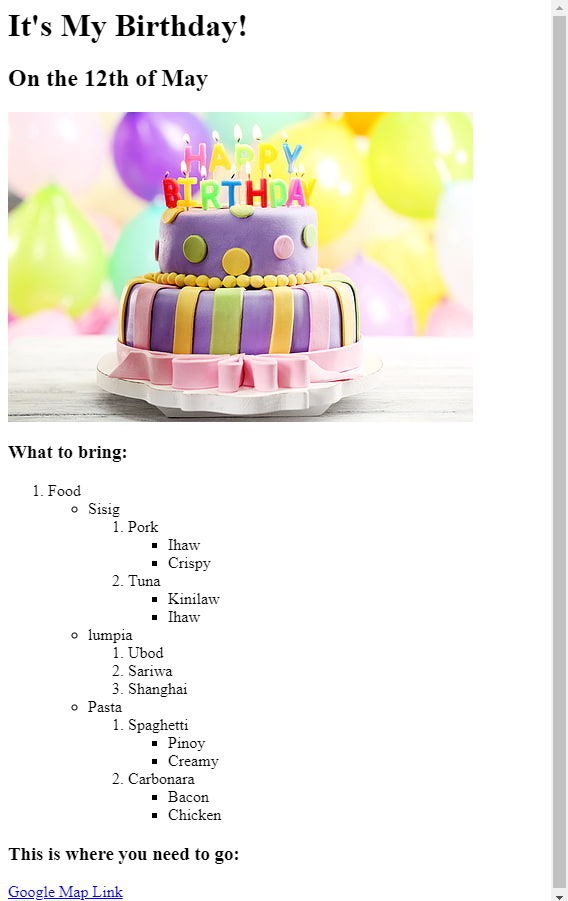 It's My Birthday!
On the 12th of May
HAPPY
BIRTHDAY
What to bring:
1. Food
Sisig
1. Pork
Ihaw
Crispy
2. Tuna
Kinilaw
Ihaw
lumpia
1. Ubod
2. Sariwa
3. Shanghai
Pasta
1. Spaghetti
Pinoy
Creamy
2. Carbonara
Bacon
Chicken
This is where you need to go:
Google Map Link